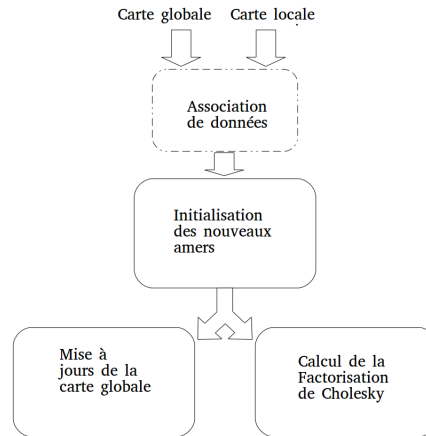 Carte globale Carte locale
Association
de données
Initialisation
des nouveaux
amers
Mise à
jours de la
carte globale
Calcul de la
Factorisation
de Cholesky